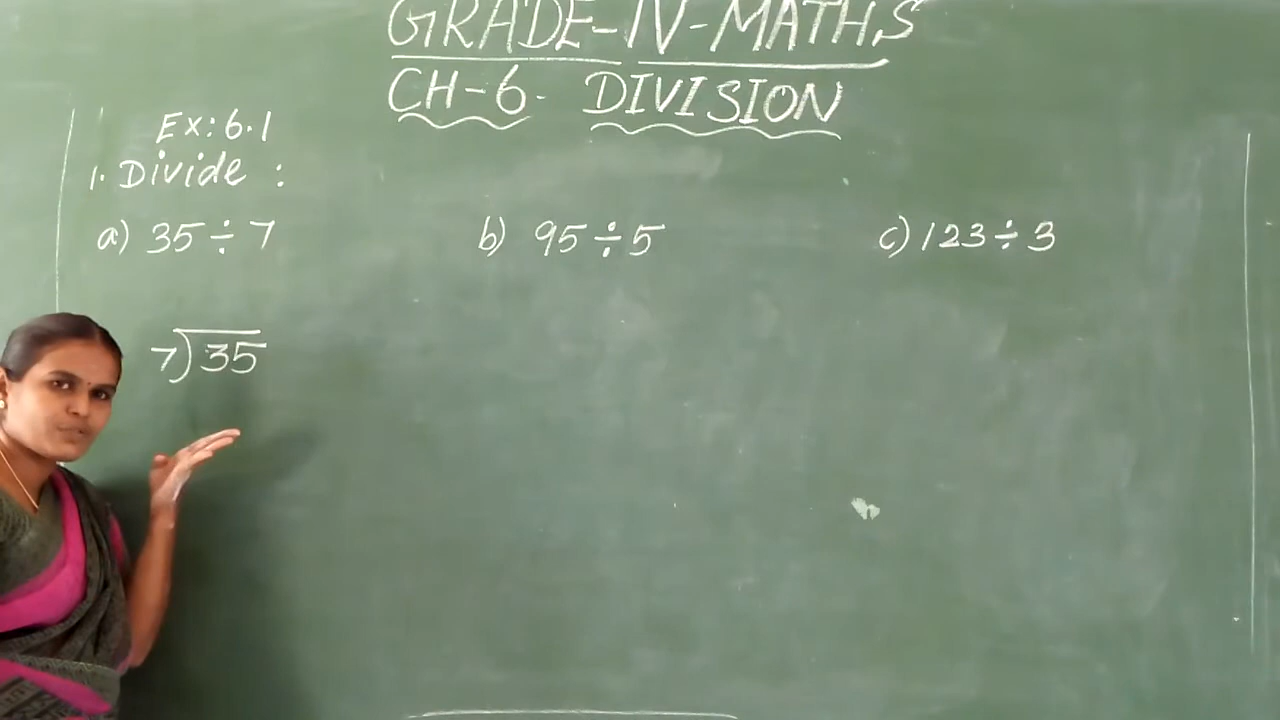 GRADE-IV-MATHS
CH-6. DIVISION
Ex: 6.1
1. Divide :
a) 35 ÷ 7 b) 95 ÷ 5 c) 123 ÷ 3
7)35